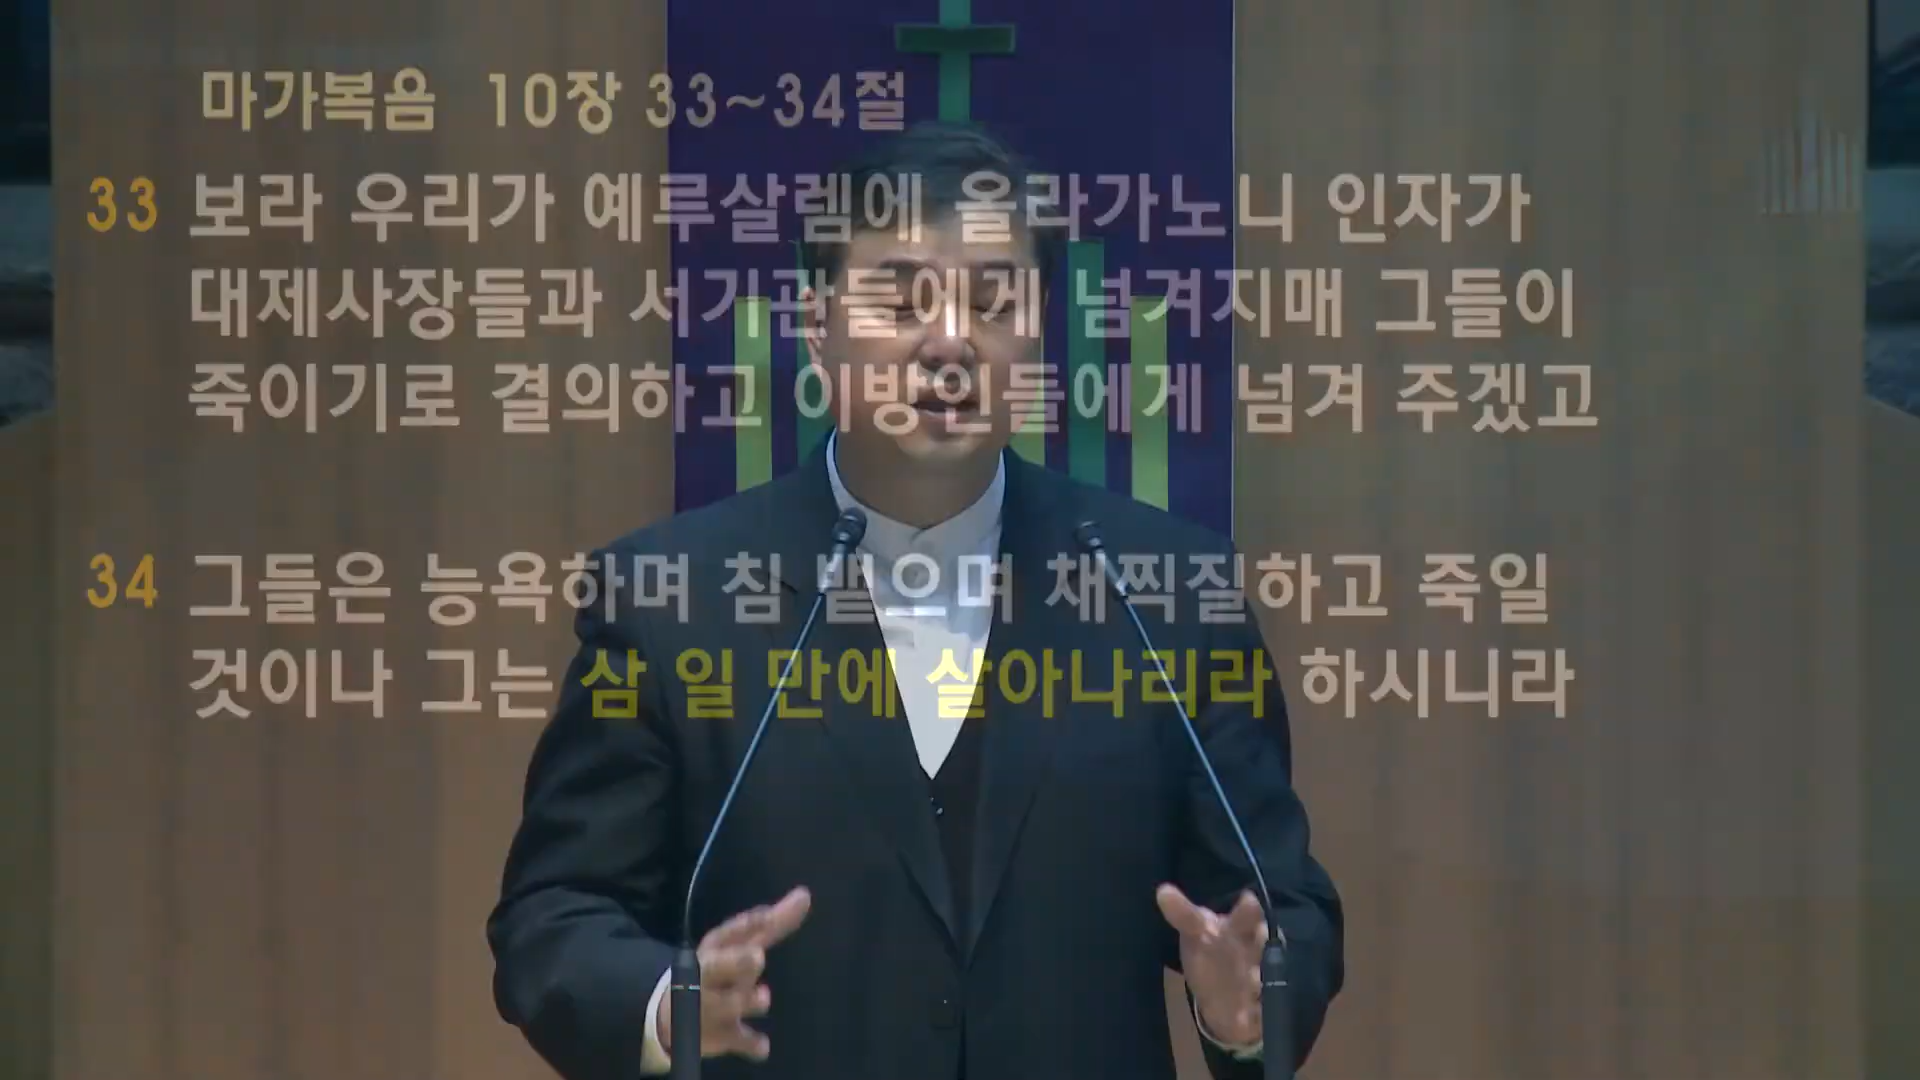 마가복음 10장 33~34절
33 보라 우리가 예루살렘에 올라가노니 인자가
대제사장들과 서기관들에게 넘겨지매 그들이
죽이기로 결의하고 이방인들에게 넘겨 주겠고
34 그들은 능욕하며 침 뱉으며 채찍질하고 죽일
것이나 그는 삼 일 만에 살아나리라 하시니라